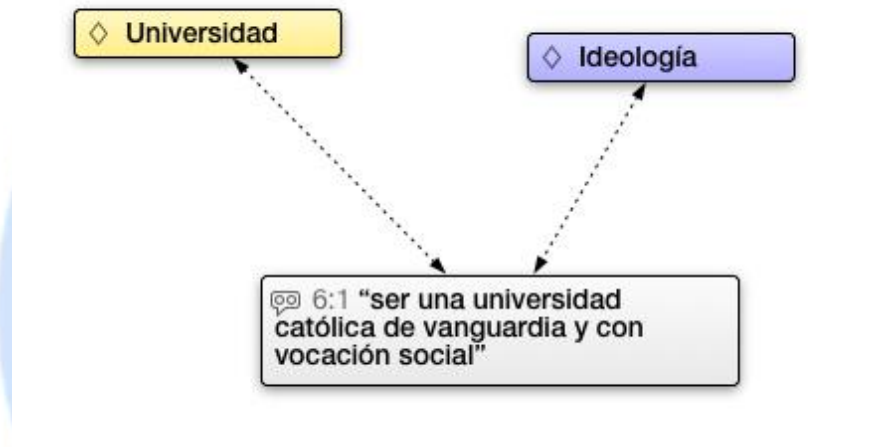 Universidad
Ideología
6:1 “ser una universidad
católica de vanguardia y con
vocación social”